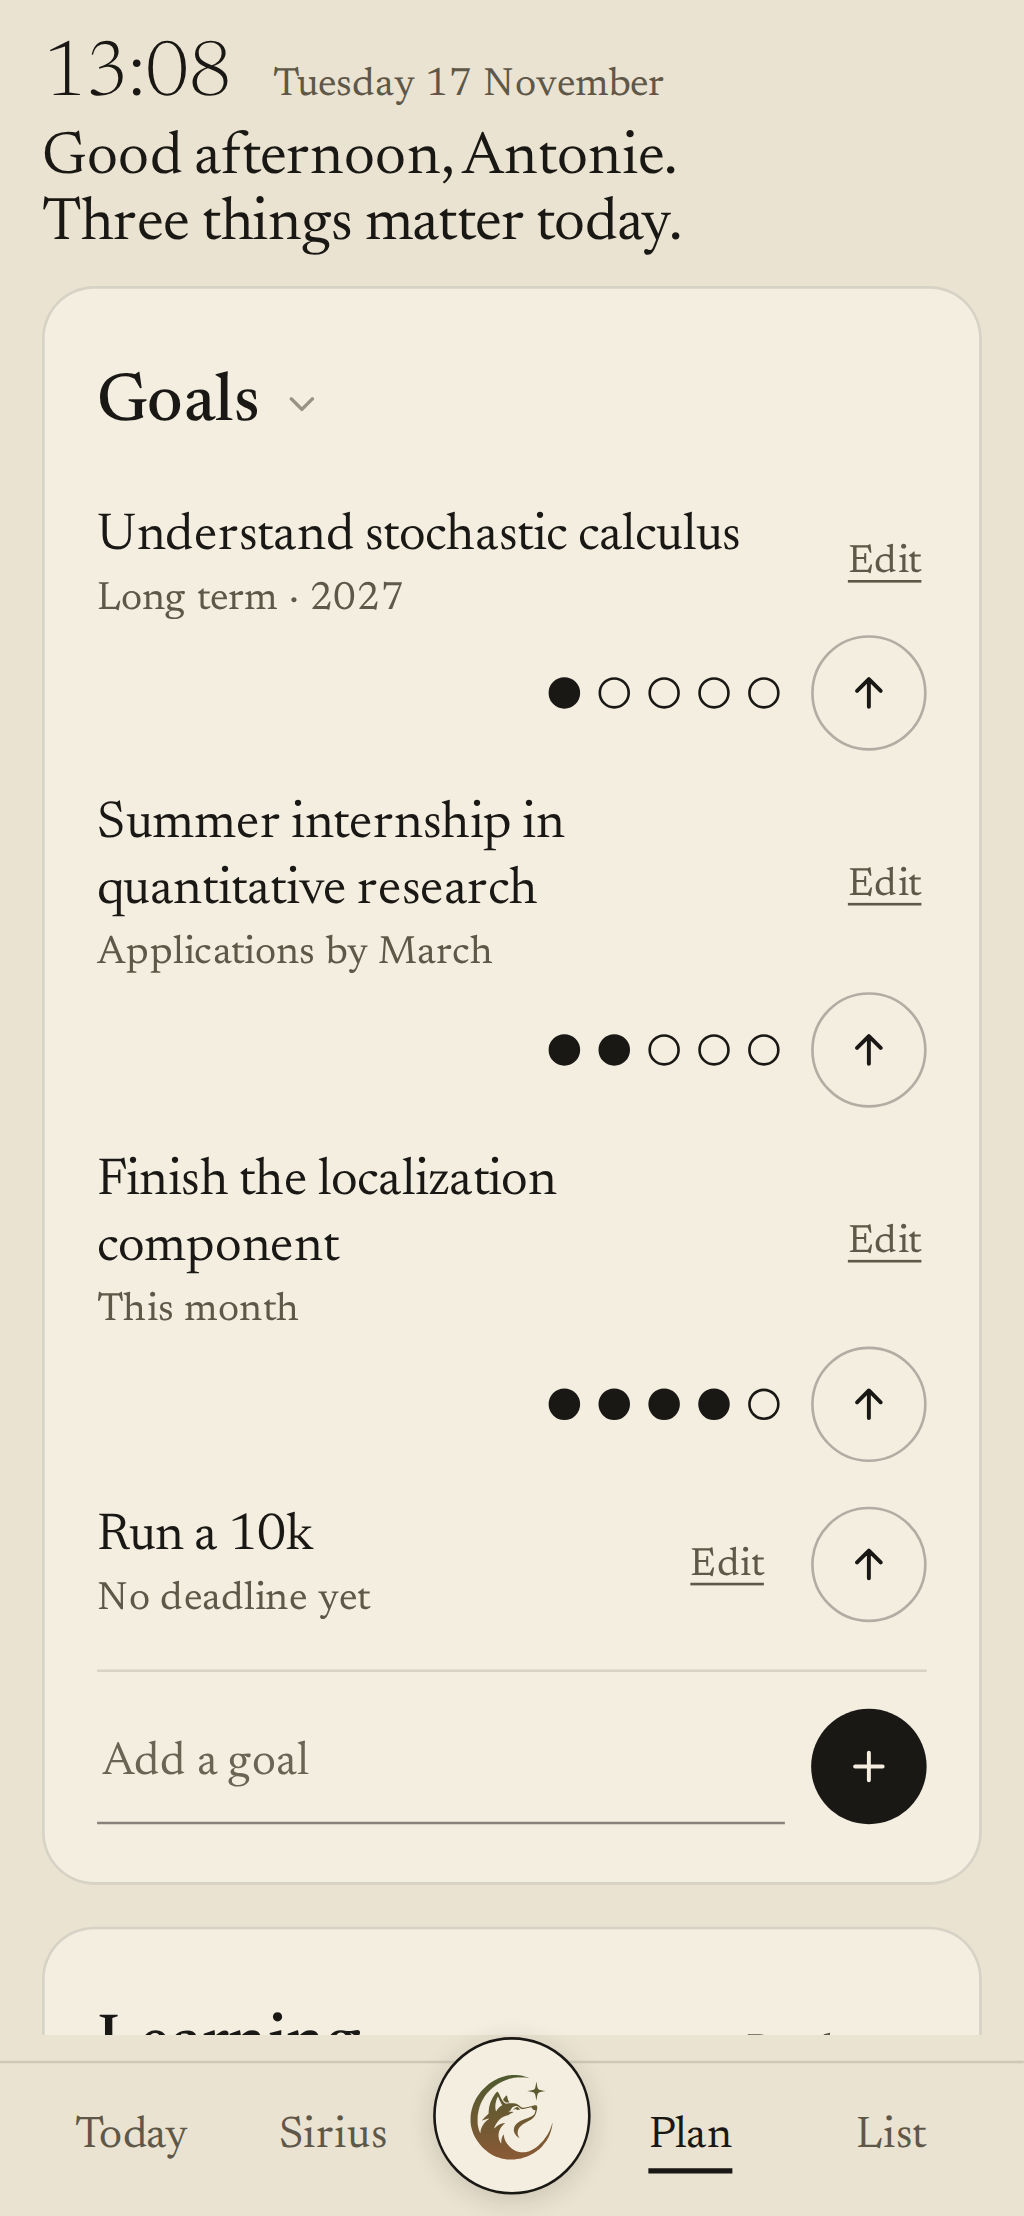 13:08 Tuesday 17 November
Good afternoon, Antonie.
Three things matter today.
Goals
Understand stochastic calculus
Edit
Long term · 2027
Summer internship in
quantitative research
Edit
Applications by March
Finish the localization
component
Edit
This month
Run a 10k
Edit
No deadline yet
Add a goal
Learning
Today Sirius Plan List